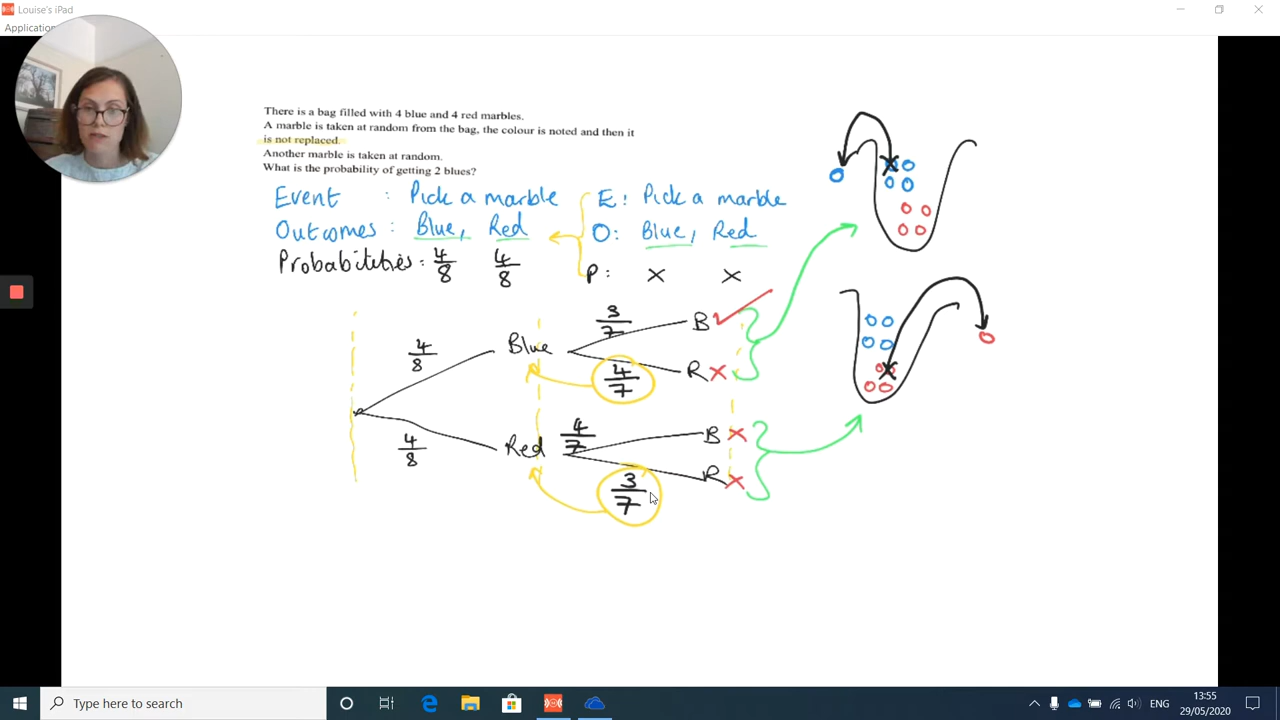 Louise's iPad
Application
There is a bag filled with 4 blue and 4 red marbles.
A marble is taken at random from the bag, the colour is noted and then it
is not replaced.
Another marble is taken at random.
What is the probability of getting 2 blues?
Event : Pick a marble E: Pick a marble
Outcomes : Blue, Red O: Blue, Red
Probabilities : 4/8 4/8 P: × ×
3/7 B
4/8 Blue
4/7 R ×
4/7 B ×
4/8 Red
R ×
3/7
Type here to search
ENG
13:55
29/05/2020